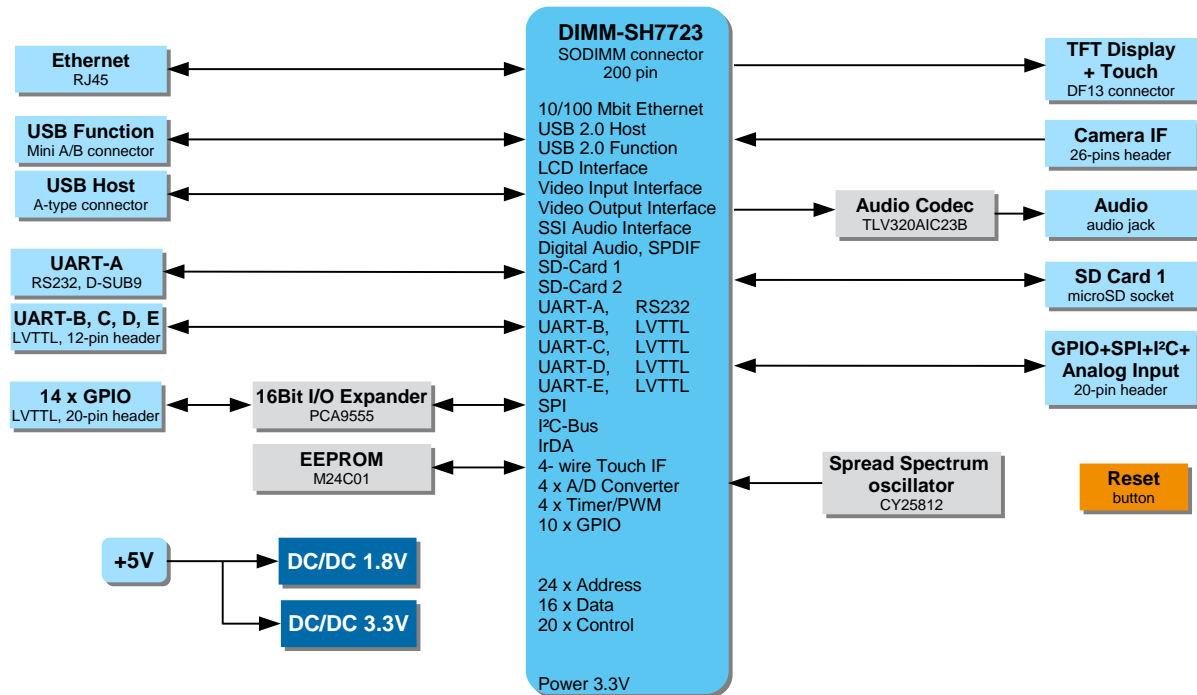 Ethernet
RJ45
USB Function
Mini A/B connector
USB Host
A-type connector
UART-A
RS232, D-SUB9
UART-B, C, D, E
LVTTL, 12-pin header
14 x GPIO
LVTTL, 20-pin header
16Bit I/O Expander
PCA9555
EEPROM
M24C01
+5V
DC/DC 1.8V
DC/DC 3.3V
DIMM-SH7723
SODIMM connector
200 pin
10/100 Mbit Ethernet
USB 2.0 Host
USB 2.0 Function
LCD Interface
Video Input Interface
Video Output Interface
SSI Audio Interface
Digital Audio, SPDIF
SD-Card 1
SD-Card 2
UART-A, RS232
UART-B, LVTTL
UART-C, LVTTL
UART-D, LVTTL
UART-E, LVTTL
SPI
I²C-Bus
IrDA
4- wire Touch IF
4 x A/D Converter
4 x Timer/PWM
10 x GPIO
24 x Address
16 x Data
20 x Control
Power 3.3V
TFT Display
+ Touch
DF13 connector
Camera IF
26-pins header
Audio Codec
TLV320AIC23B
Audio
audio jack
SD Card 1
microSD socket
GPIO+SPI+I²C+
Analog Input
20-pin header
Spread Spectrum
oscillator
CY25812
Reset
button